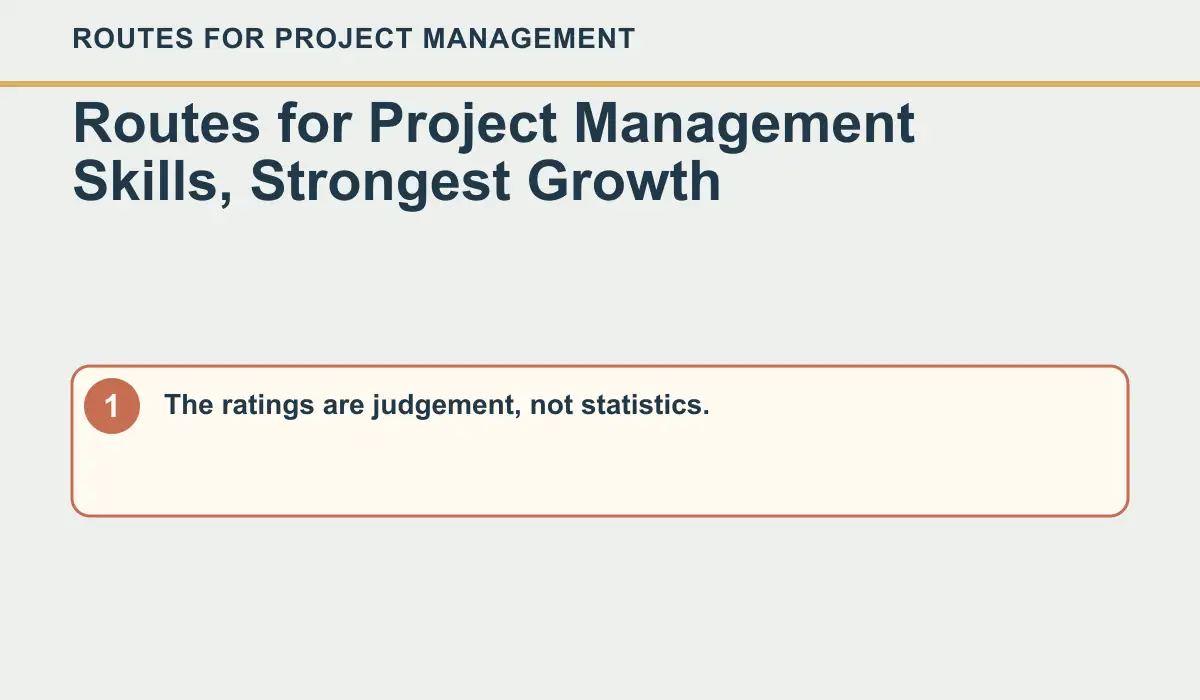 ROUTES FOR PROJECT MANAGEMENT
Routes for Project Management
Skills, Strongest Growth
1
The ratings are judgement, not statistics.